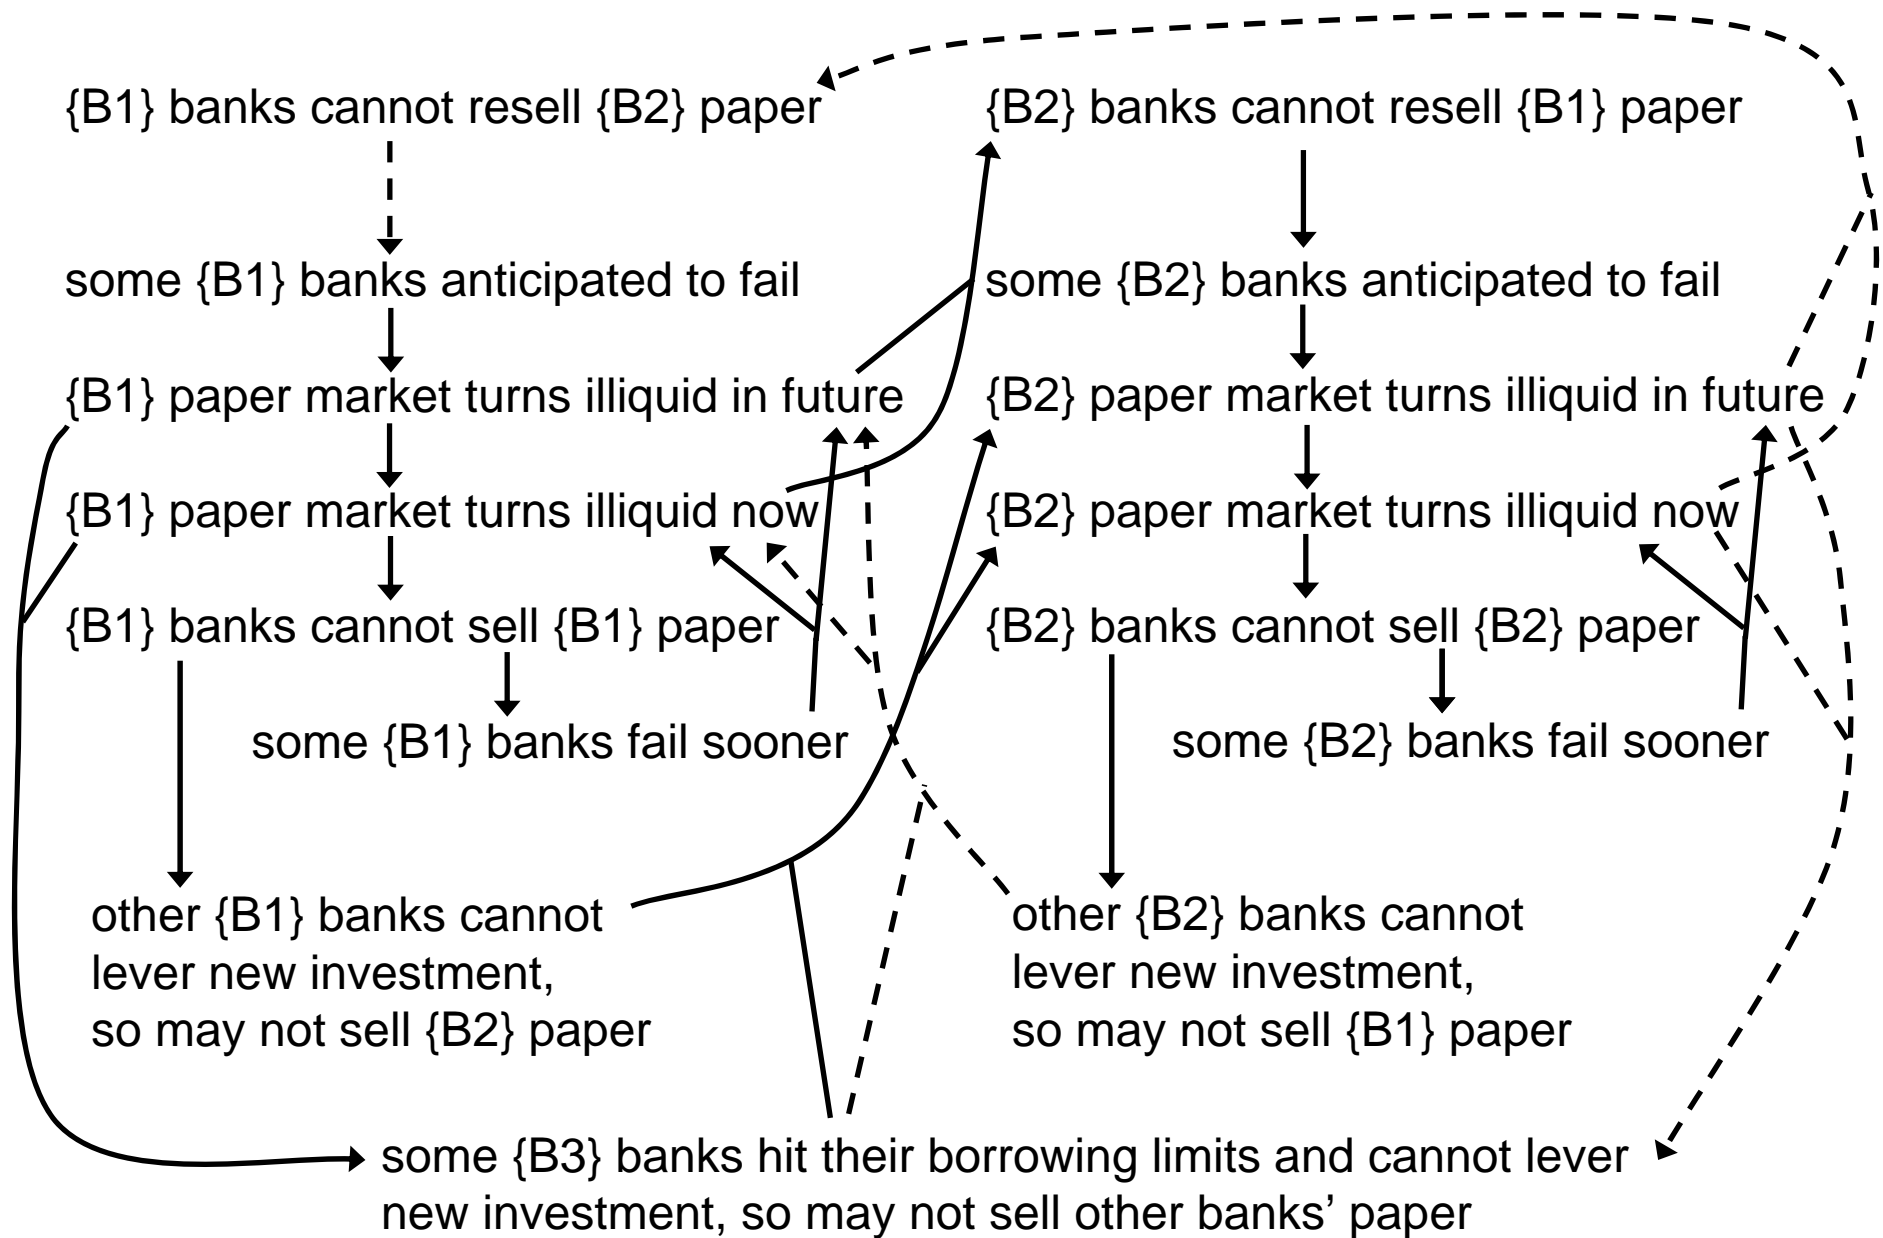 {B1} banks cannot resell {B2} paper
{B2} banks cannot resell {B1} paper
some {B1} banks anticipated to fail
some {B2} banks anticipated to fail
{B1} paper market turns illiquid in future
{B2} paper market turns illiquid in future
{B1} paper market turns illiquid now
{B2} paper market turns illiquid now
{B1} banks cannot sell {B1} paper
{B2} banks cannot sell {B2} paper
some {B1} banks fail sooner
some {B2} banks fail sooner
other {B1} banks cannot
lever new investment,
so may not sell {B2} paper
other {B2} banks cannot
lever new investment,
so may not sell {B1} paper
some {B3} banks hit their borrowing limits and cannot lever
new investment, so may not sell other banks’ paper